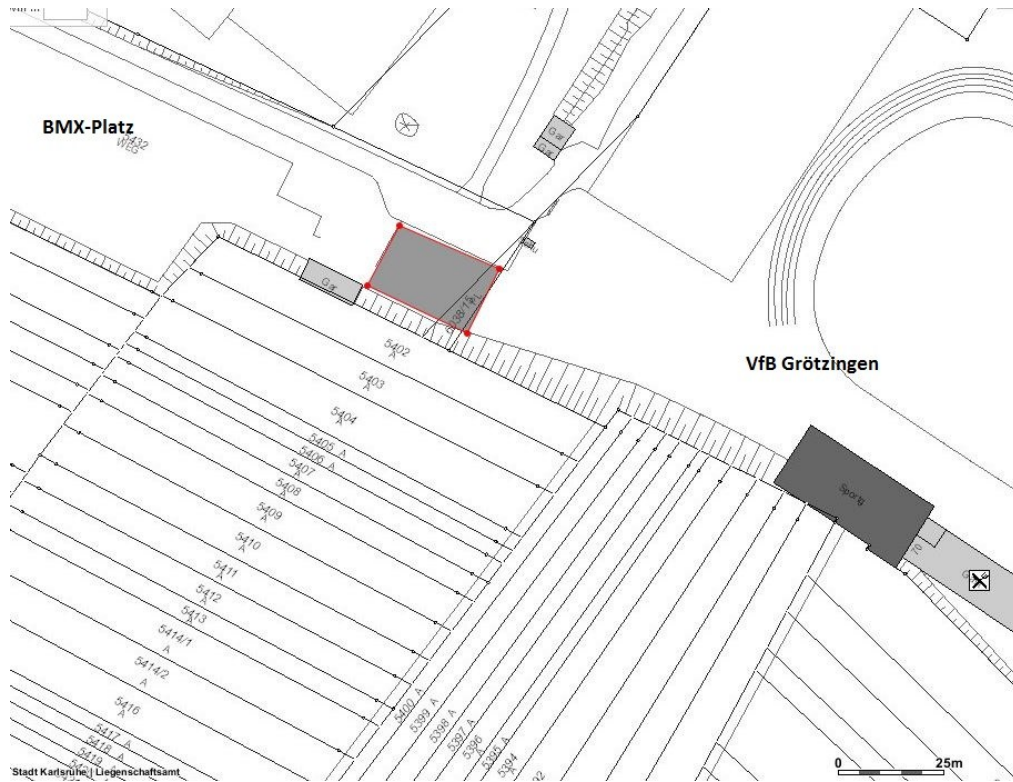 BMX-Platz
5432
WEG
Gar
Gar
Gar
2038/15
5402
A
5403
A
5404
A
5405 A
5406 A
5407
A
5408
A
5409
A
5410
A
5411
A
5412
A
5413
A
5414/1
A
5414/2
A
5416
A
5417 A
5418 A
5419 A
VfB Grötzingen
Sportg
70
5400 A
5399 A
5398 A
5397 A
5396
A
5395 A
5394
A
Stadt Karlsruhe | Liegenschaftsamt
0 25m